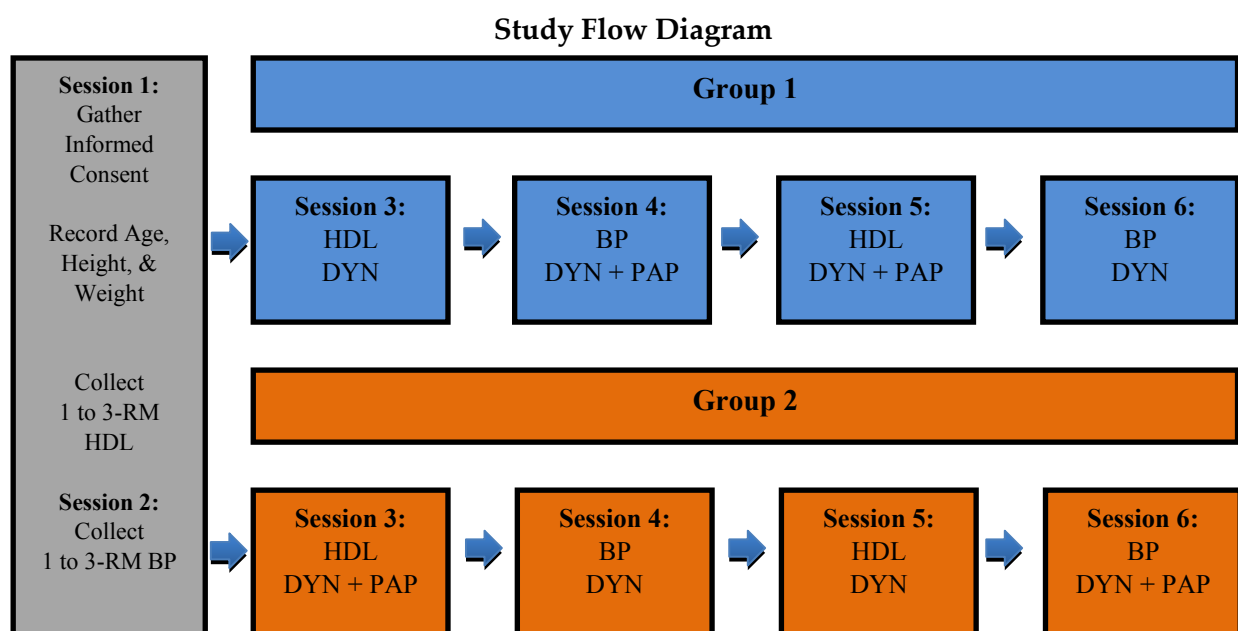 Study Flow Diagram
Session 1:
Gather
Informed
Consent
Record Age,
Height, &
Weight
Collect
1 to 3-RM
HDL
Session 2:
Collect
1 to 3-RM BP
Group 1
Session 3:
HDL
DYN
Session 4:
BP
DYN + PAP
Session 5:
HDL
DYN + PAP
Session 6:
BP
DYN
Group 2
Session 3:
HDL
DYN + PAP
Session 4:
BP
DYN
Session 5:
HDL
DYN
Session 6:
BP
DYN + PAP